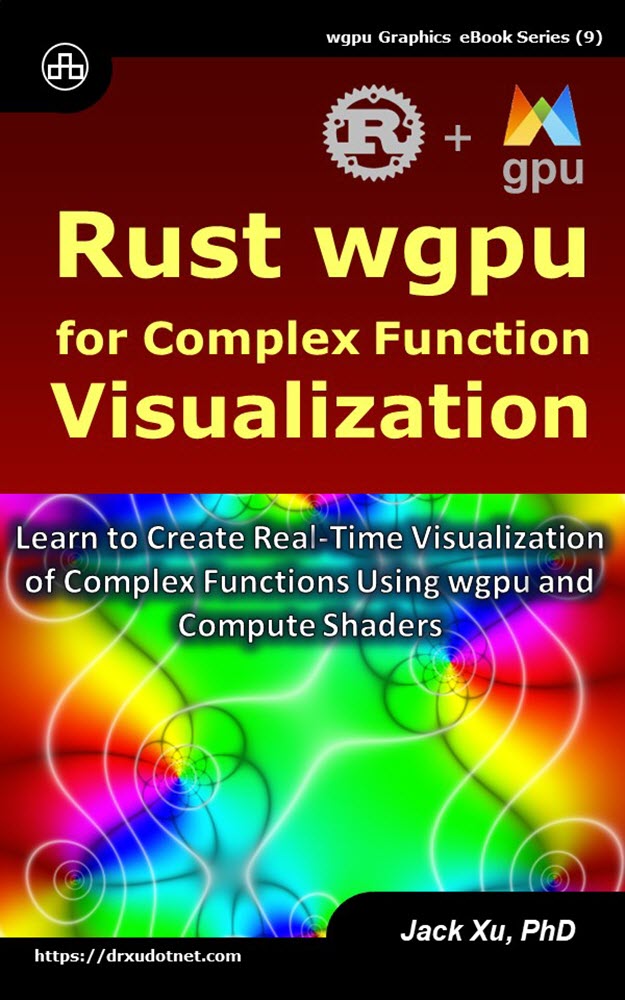 wgpu Graphics eBook Series (9)
R + gpu
Rust wgpu
for Complex Function
Visualization
Learn to Create Real-Time Visualization
of Complex Functions Using wgpu and
Compute Shaders
Jack Xu, PhD
https://drxudotnet.com